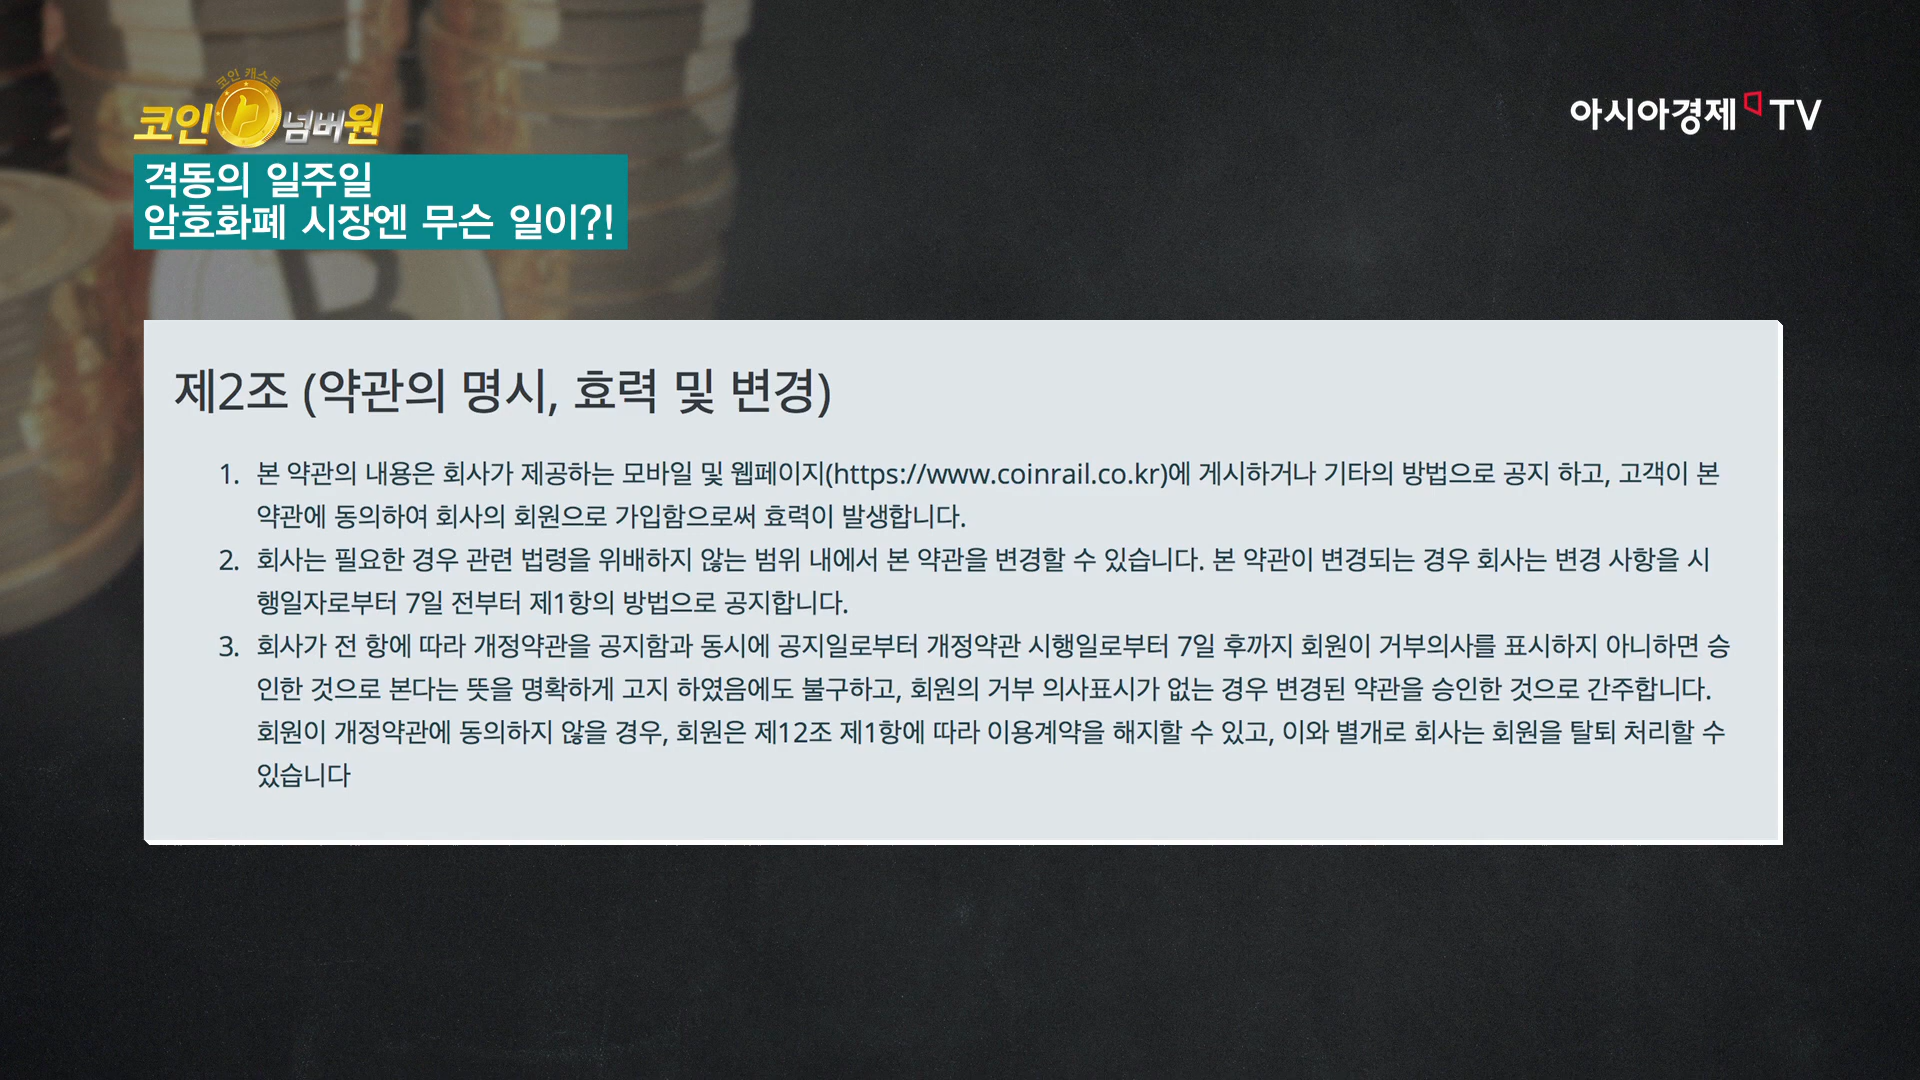 코인 캐스트
코인 넘버원
아시아경제 TV
격동의 일주일
암호화폐 시장엔 무슨 일이?!
제2조 (약관의 명시, 효력 및 변경)
1. 본 약관의 내용은 회사가 제공하는 모바일 및 웹페이지(https://www.coinrail.co.kr)에 게시하거나 기타의 방법으로 공지 하고, 고객이 본
약관에 동의하여 회사의 회원으로 가입함으로써 효력이 발생합니다.
2. 회사는 필요한 경우 관련 법령을 위배하지 않는 범위 내에서 본 약관을 변경할 수 있습니다. 본 약관이 변경되는 경우 회사는 변경 사항을 시
행일자로부터 7일 전부터 제1항의 방법으로 공지합니다.
3. 회사가 전 항에 따라 개정약관을 공지함과 동시에 공지일로부터 개정약관 시행일로부터 7일 후까지 회원이 거부의사를 표시하지 아니하면 승
인한 것으로 본다는 뜻을 명확하게 고지 하였음에도 불구하고, 회원의 거부 의사표시가 없는 경우 변경된 약관을 승인한 것으로 간주합니다.
회원이 개정약관에 동의하지 않을 경우, 회원은 제12조 제1항에 따라 이용계약을 해지할 수 있고, 이와 별개로 회사는 회원을 탈퇴 처리할 수
있습니다